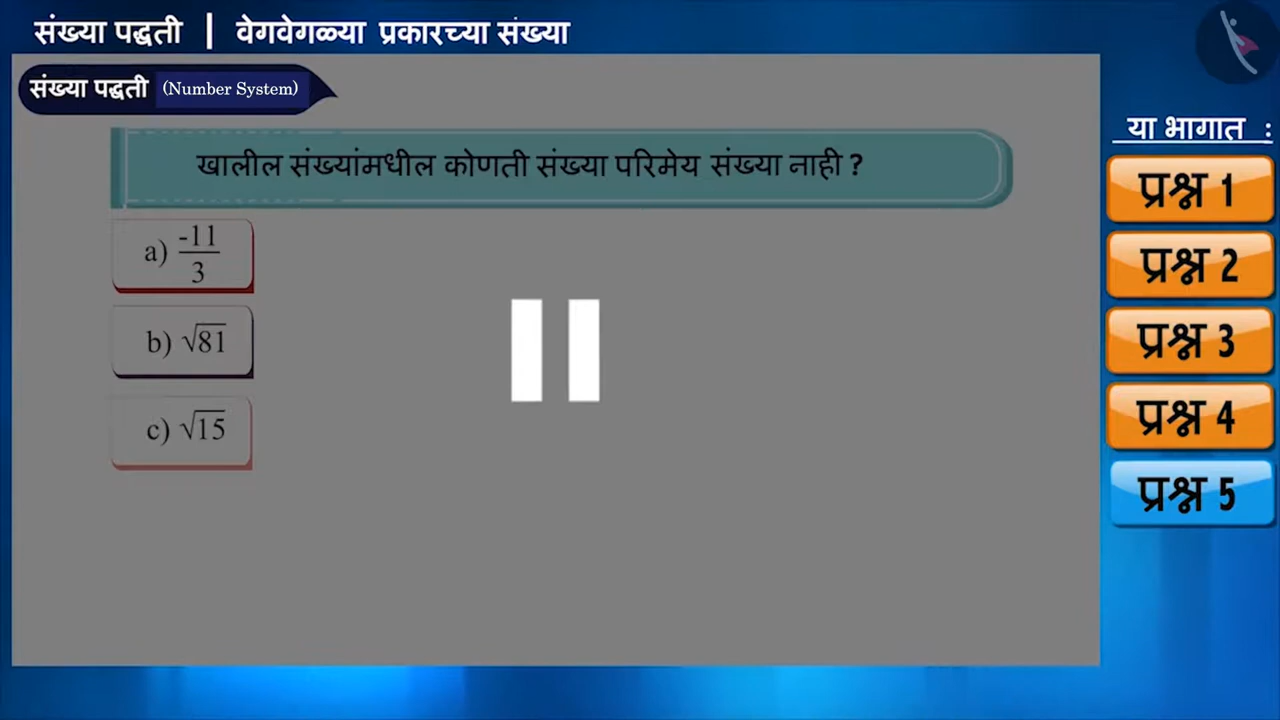 संख्या पद्धती | वेगवेगळ्या प्रकारच्या संख्या
संख्या पद्धती (Number System)
या भागात :
खालील संख्यांमधील कोणती संख्या परिमेय संख्या नाही ?
a) -11/3
b) √81
c) √15
प्रश्न 1
प्रश्न 2
प्रश्न 3
प्रश्न 4
प्रश्न 5